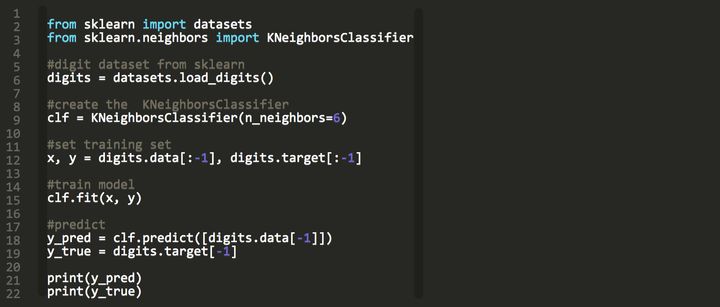 1
2 from sklearn import datasets
3 from sklearn.neighbors import KNeighborsClassifier
4
5 #digit dataset from sklearn
6 digits = datasets.load_digits()
7
8 #create the  KNeighborsClassifier
9 clf = KNeighborsClassifier(n_neighbors=6)
10
11 #set training set
12 x, y = digits.data[:-1], digits.target[:-1]
13
14 #train model
15 clf.fit(x, y)
16
17 #predict
18 y_pred = clf.predict([digits.data[-1]])
19 y_true = digits.target[-1]
20
21 print(y_pred)
22 print(y_true)